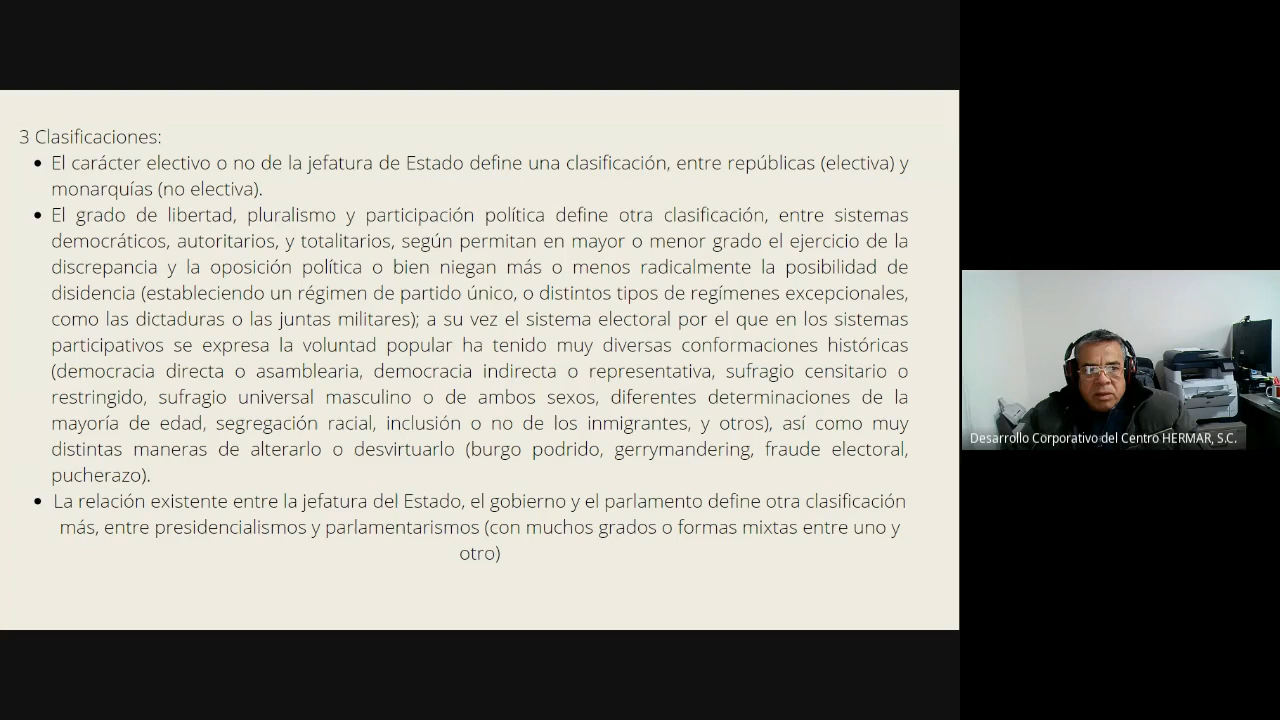 3 Clasificaciones:
• El carácter electivo o no de la jefatura de Estado define una clasificación, entre repúblicas (electiva) y
monarquías (no electiva).
• El grado de libertad, pluralismo y participación política define otra clasificación, entre sistemas
democráticos, autoritarios, y totalitarios, según permitan en mayor o menor grado el ejercicio de la
discrepancia y la oposición política o bien niegan más o menos radicalmente la posibilidad de
disidencia (estableciendo un régimen de partido único, o distintos tipos de regímenes excepcionales,
como las dictaduras o las juntas militares); a su vez el sistema electoral por el que en los sistemas
participativos se expresa la voluntad popular ha tenido muy diversas conformaciones históricas
(democracia directa o asamblearia, democracia indirecta o representativa, sufragio censitario o
restringido, sufragio universal masculino o de ambos sexos, diferentes determinaciones de la
mayoría de edad, segregación racial, inclusión o no de los inmigrantes, y otros), así como muy
distintas maneras de alterarlo o desvirtuarlo (burgo podrido, gerrymandering, fraude electoral,
pucherazo).
• La relación existente entre la jefatura del Estado, el gobierno y el parlamento define otra clasificación
más, entre presidencialismos y parlamentarismos (con muchos grados o formas mixtas entre uno y
otro)
Desarrollo Corporativo del Centro HERMAR, S.C.